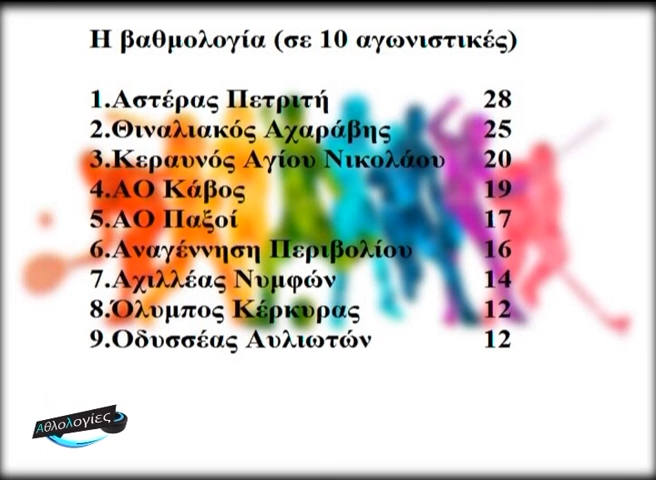 Η βαθμολογία (σε 10 αγωνιστικές)
1.Αστέρας Πετριτή 28
2.Θιναλιακός Αχαράβης 25
3.Κεραυνός Αγίου Νικολάου 20
4.ΑΟ Κάβος 19
5.ΑΟ Παξοί 17
6.Αναγέννηση Περιβολίου 16
7.Αχιλλέας Νυμφών 14
8.Όλυμπος Κέρκυρας 12
9.Οδυσσέας Αυλιωτών 12
Αθλολογίες